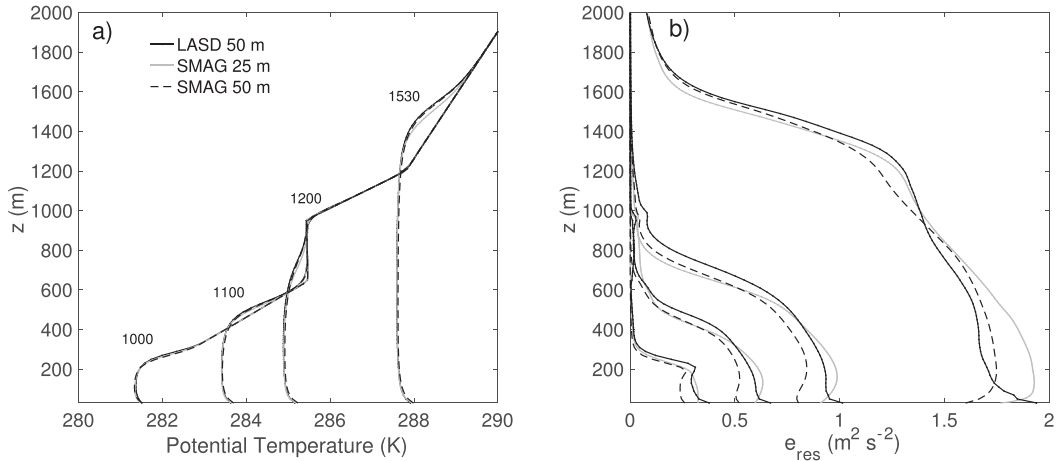 a)
LASD 50 m
SMAG 25 m
SMAG 50 m
1530
1200
1100
1000
2000
1800
1600
1400
1200
1000
800
600
400
200
z (m)
280 282 284 286 288 290
Potential Temperature (K)
b)
2000
1800
1600
1400
1200
1000
800
600
400
200
z (m)
0 0.5 1 1.5 2
e_res (m² s⁻²)